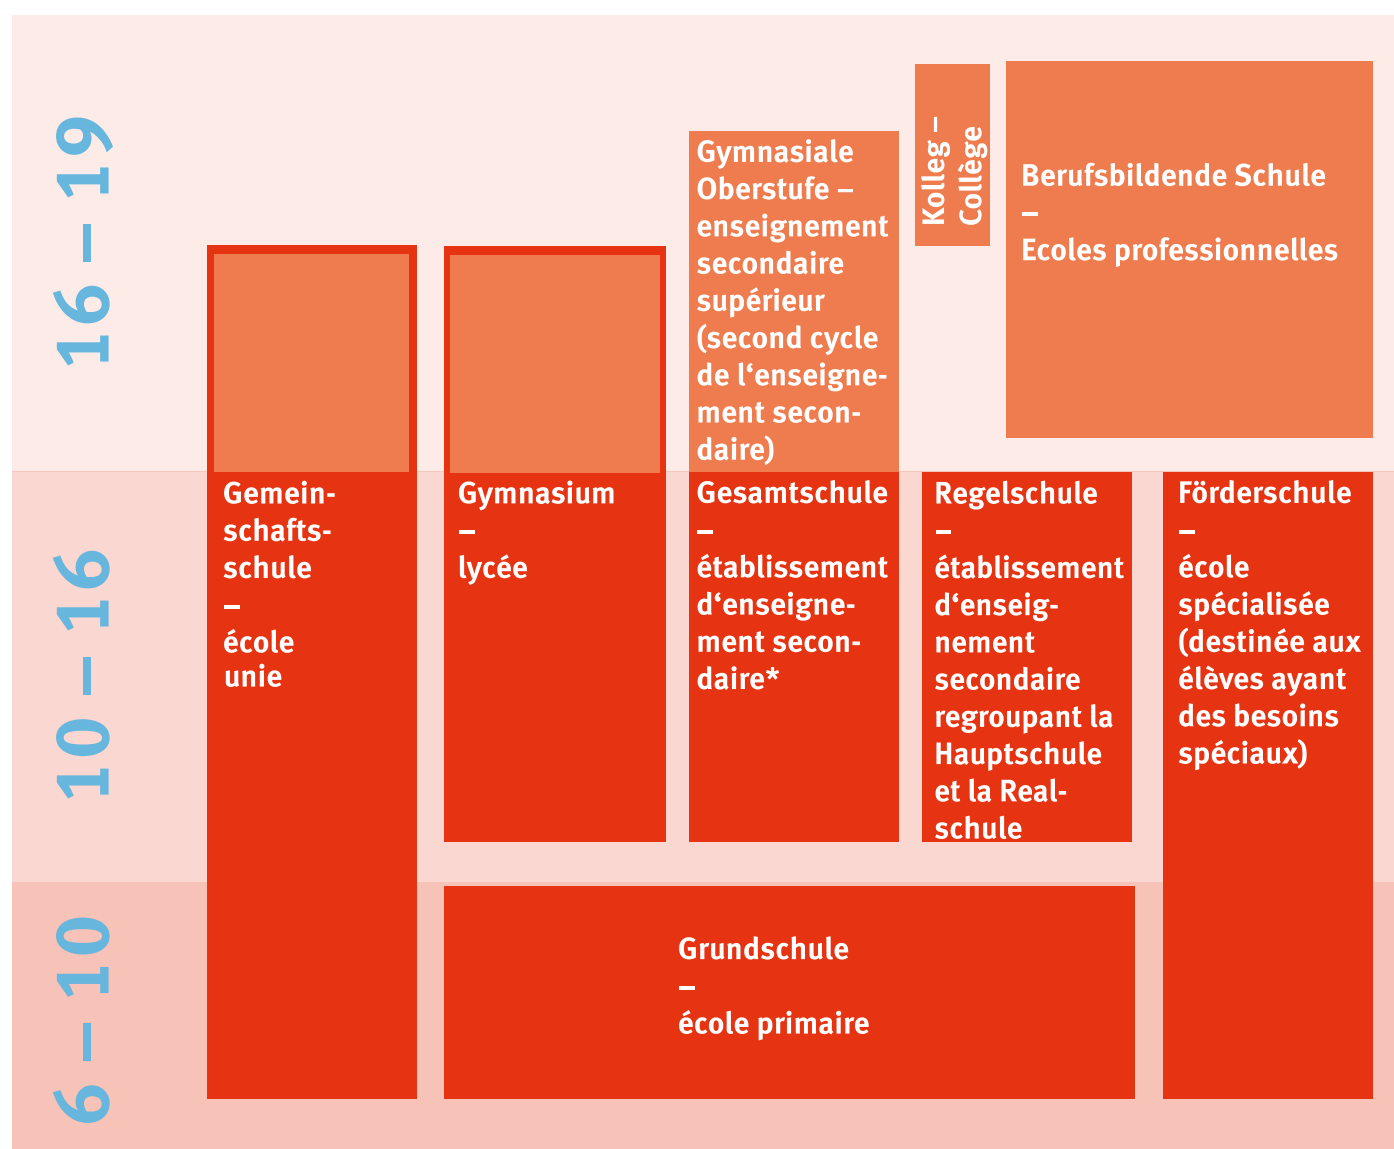 16 – 19
Kolleg –
Collège
Berufsbildende Schule
–
Ecoles professionnelles
Gymnasiale
Oberstufe –
enseignement
secondaire
supérieur
(second cycle
de l‘enseigne-
ment secon-
daire)
10 – 16
Gemein-
schafts-
schule
–
école
unie
Gymnasium
–
lycée
Gesamtschule
–
établissement
d‘enseigne-
ment secon-
daire*
Regelschule
–
établissement
d‘enseig-
nement
secondaire
regroupant la
Hauptschule
et la Real-
schule
Förderschule
–
école
spécialisée
(destinée aux
élèves ayant
des besoins
spéciaux)
6 – 10
Grundschule
–
école primaire